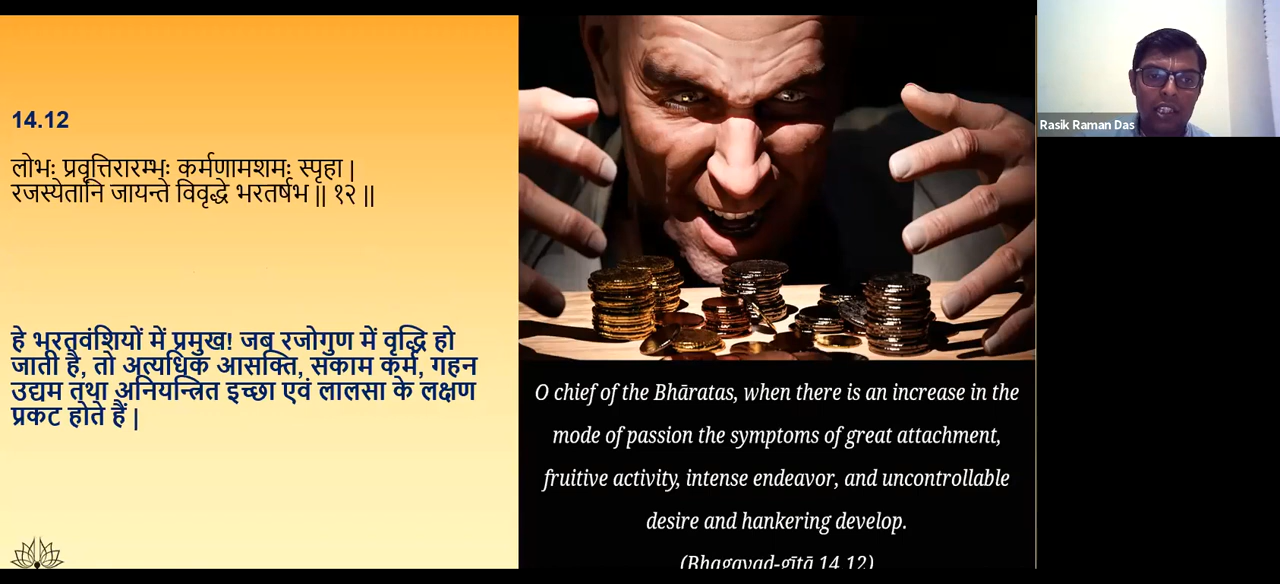 14.12
लोभः प्रवृत्तिरारम्भः कर्मणामशमः स्पृहा |
रजस्येतानि जायन्ते विवृद्धे भरतर्षभ || १२ ||
हे भरतवंशियों में प्रमुख! जब रजोगुण में वृद्धि हो
जाती है, तो अत्यधिक आसक्ति, सकाम कर्म, गहन
उद्यम तथा अनियन्त्रित इच्छा एवं लालसा के लक्षण
प्रकट होते हैं |
O chief of the Bhāratas, when there is an increase in the
mode of passion the symptoms of great attachment,
fruitive activity, intense endeavor, and uncontrollable
desire and hankering develop.
(Bhagavad-gītā 14.12)
Rasik Raman Das